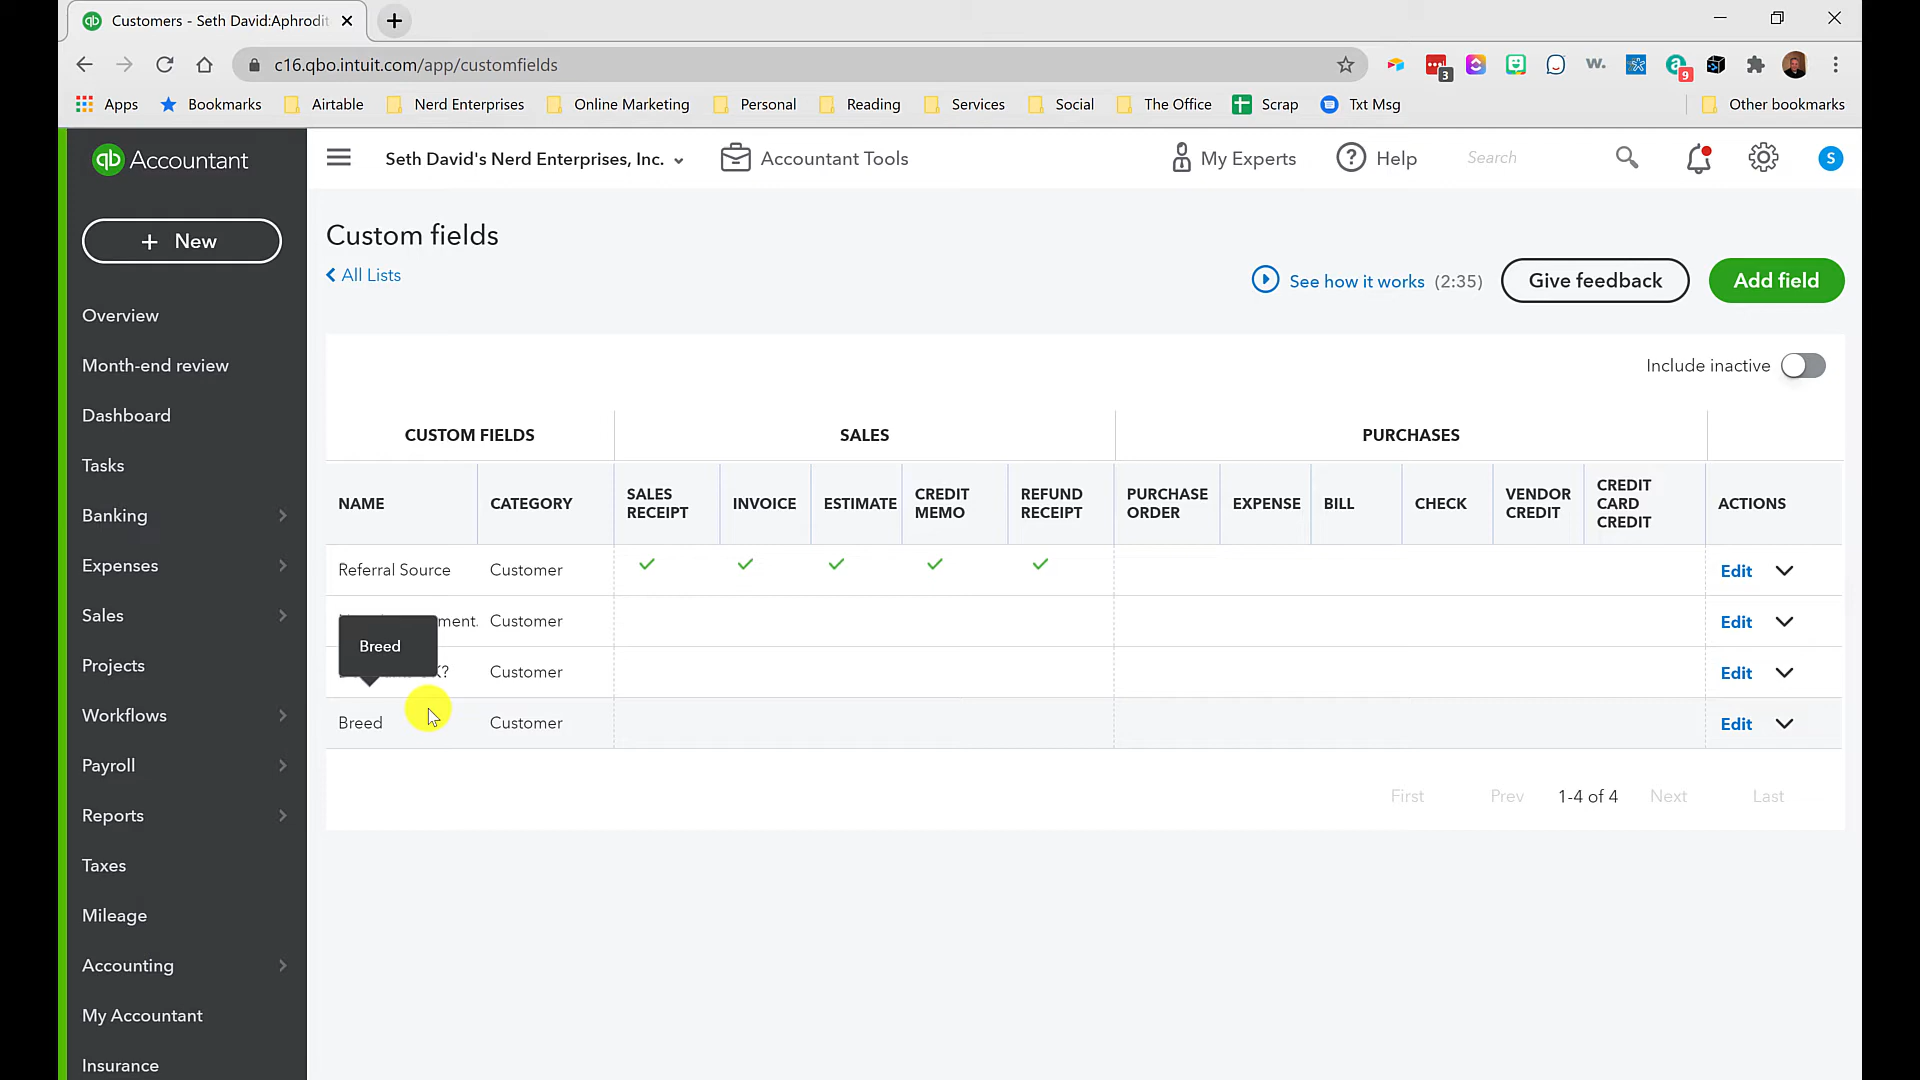 Customers - Seth David:Aphrodit
c16.qbo.intuit.com/app/customfields
3
w.
a
9
Apps
Bookmarks
Airtable
Nerd Enterprises
Online Marketing
Personal
Reading
Services
Social
The Office
Scrap
Txt Msg
Other bookmarks
qb Accountant
Seth David's Nerd Enterprises, Inc.
Accountant Tools
My Experts
Help
Search
S
+ New
Overview
Month-end review
Dashboard
Tasks
Banking
Expenses
Sales
Projects
Workflows
Payroll
Reports
Taxes
Mileage
Accounting
My Accountant
Insurance
Custom fields
All Lists
See how it works (2:35)
Give feedback
Add field
Include inactive
CUSTOM FIELDS
SALES
PURCHASES
NAME
CATEGORY
SALES RECEIPT
INVOICE
ESTIMATE
CREDIT MEMO
REFUND RECEIPT
PURCHASE ORDER
EXPENSE
BILL
CHECK
VENDOR CREDIT
CREDIT CARD CREDIT
ACTIONS
Referral Source Customer Edit
ment. Customer Edit
Breed
K? Customer Edit
Breed Customer Edit
First Prev 1-4 of 4 Next Last